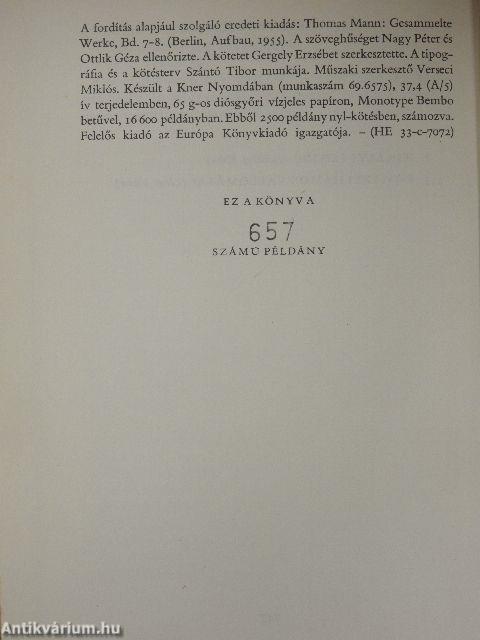 A fordítás alapjául szolgáló eredeti kiadás: Thomas Mann: Gesammelte
Werke, Bd. 7-8. (Berlin, Aufbau, 1955). A szöveghűséget Nagy Péter és
Ottlik Géza ellenőrizte. A kötetet Gergely Erzsébet szerkesztette. A tipog-
ráfia és a kötésterv Szántó Tibor munkája. Műszaki szerkesztő Verseci
Miklós. Készült a Kner Nyomdában (munkaszám 69.6575), 37,4 (A/5)
ív terjedelemben, 65 g-os diósgyőri vízjeles papíron, Monotype Bembo
betűvel, 16 600 példányban. Ebből 2500 példány nyl-kötésben, számozva.
Felelős kiadó az Európa Könyvkiadó igazgatója. – (HE 33-c-7072)
EZ A KÖNYV A
657
SZÁMÚ PÉLDÁNY
Antikvárium.hu